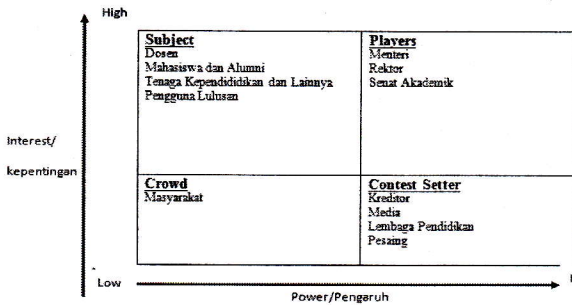 High
Subject
Dosen
Mahasiswa dan Alumni
Tenaga Kependididikan dan Lainnya
Pengguna Lulusan
Players
Menteri
Rektor
Senat Akademik
Interest/
kepentingan
Crowd
Masyarakat
Contest Setter
Kreditor
Media
Lembaga Pendidikan
Pesaing
Low
Power/Pengaruh